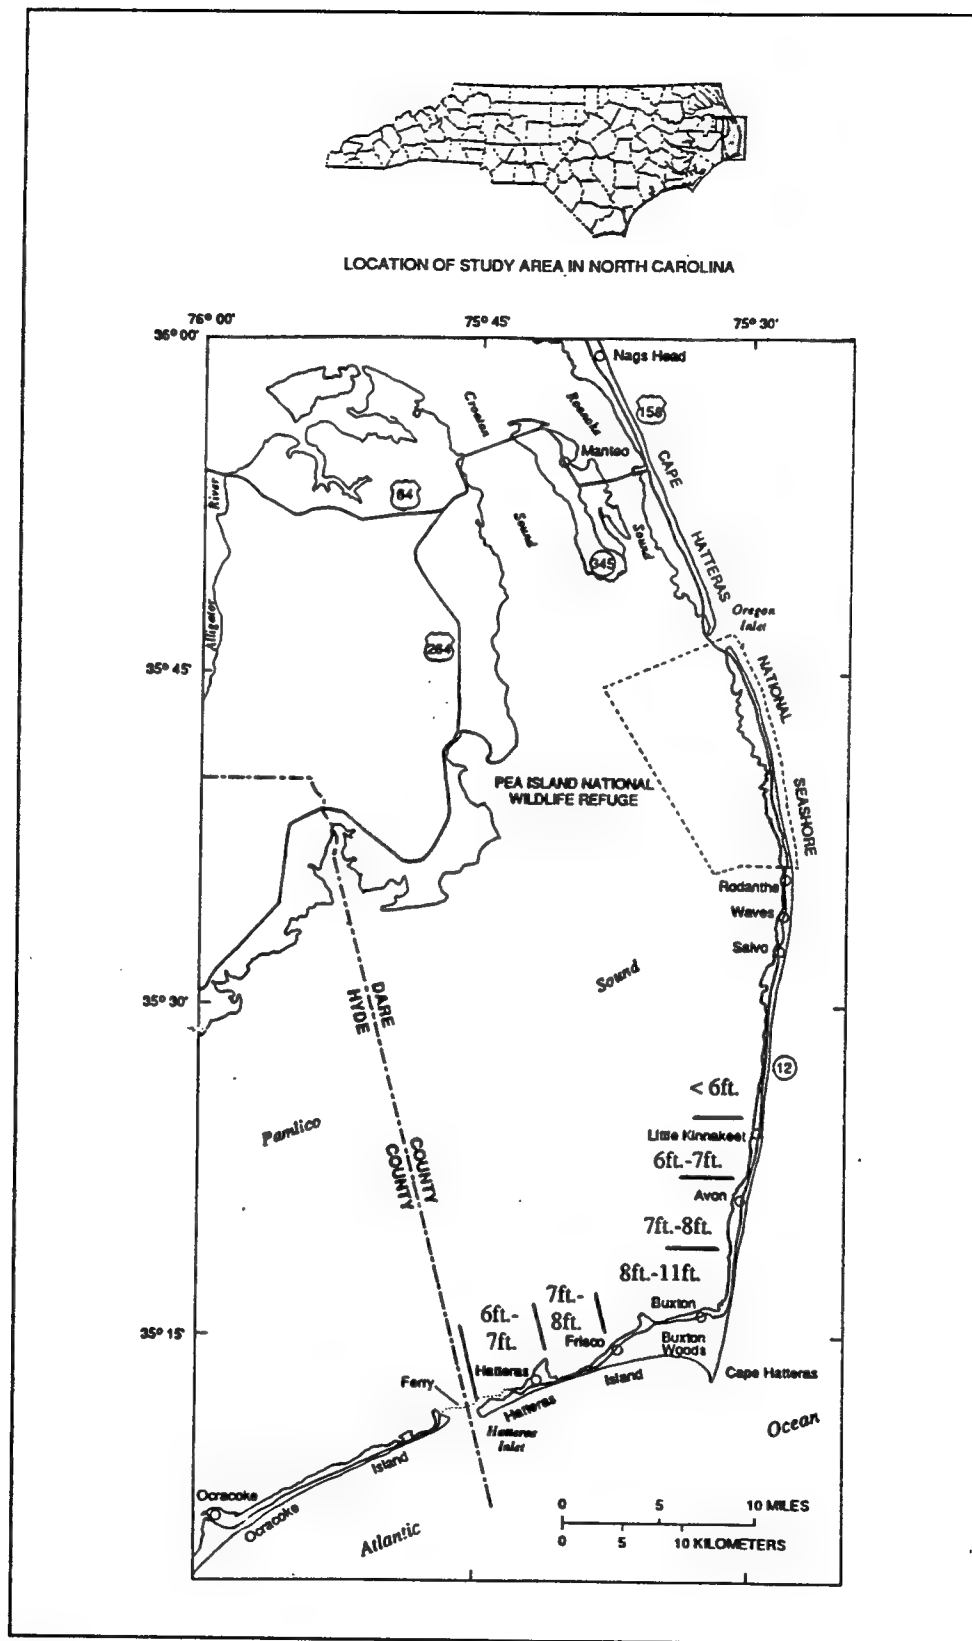 LOCATION OF STUDY AREA IN NORTH CAROLINA
76° 00'
75° 45'
75° 30'
36° 00'
Nags Head
158
Croatan
Roanoke
Manteo
CAPE
64
River
Sound
Sound
345
HATTERAS
Oregon
Inlet
Alligator
264
35° 45'
NATIONAL
PEA ISLAND NATIONAL
WILDLIFE REFUGE
SEASHORE
Rodanthe
Waves
Salvo
Sound
35° 30'
DARE
HYDE
12
< 6ft.
Pamlico
Little Kinnakeet
COUNTY
COUNTY
6ft.-7ft.
Avon
7ft.-8ft.
8ft.-11ft.
7ft.-
8ft.
6ft.-
7ft.
Buxton
35° 15'
Frisco
Buxton
Woods
Hatteras
Cape Hatteras
Ferry
Island
Hatteras
Hatteras
Inlet
Ocean
Island
Ocracoke
Ocracoke
Atlantic
0 5 10 MILES
0 5 10 KILOMETERS